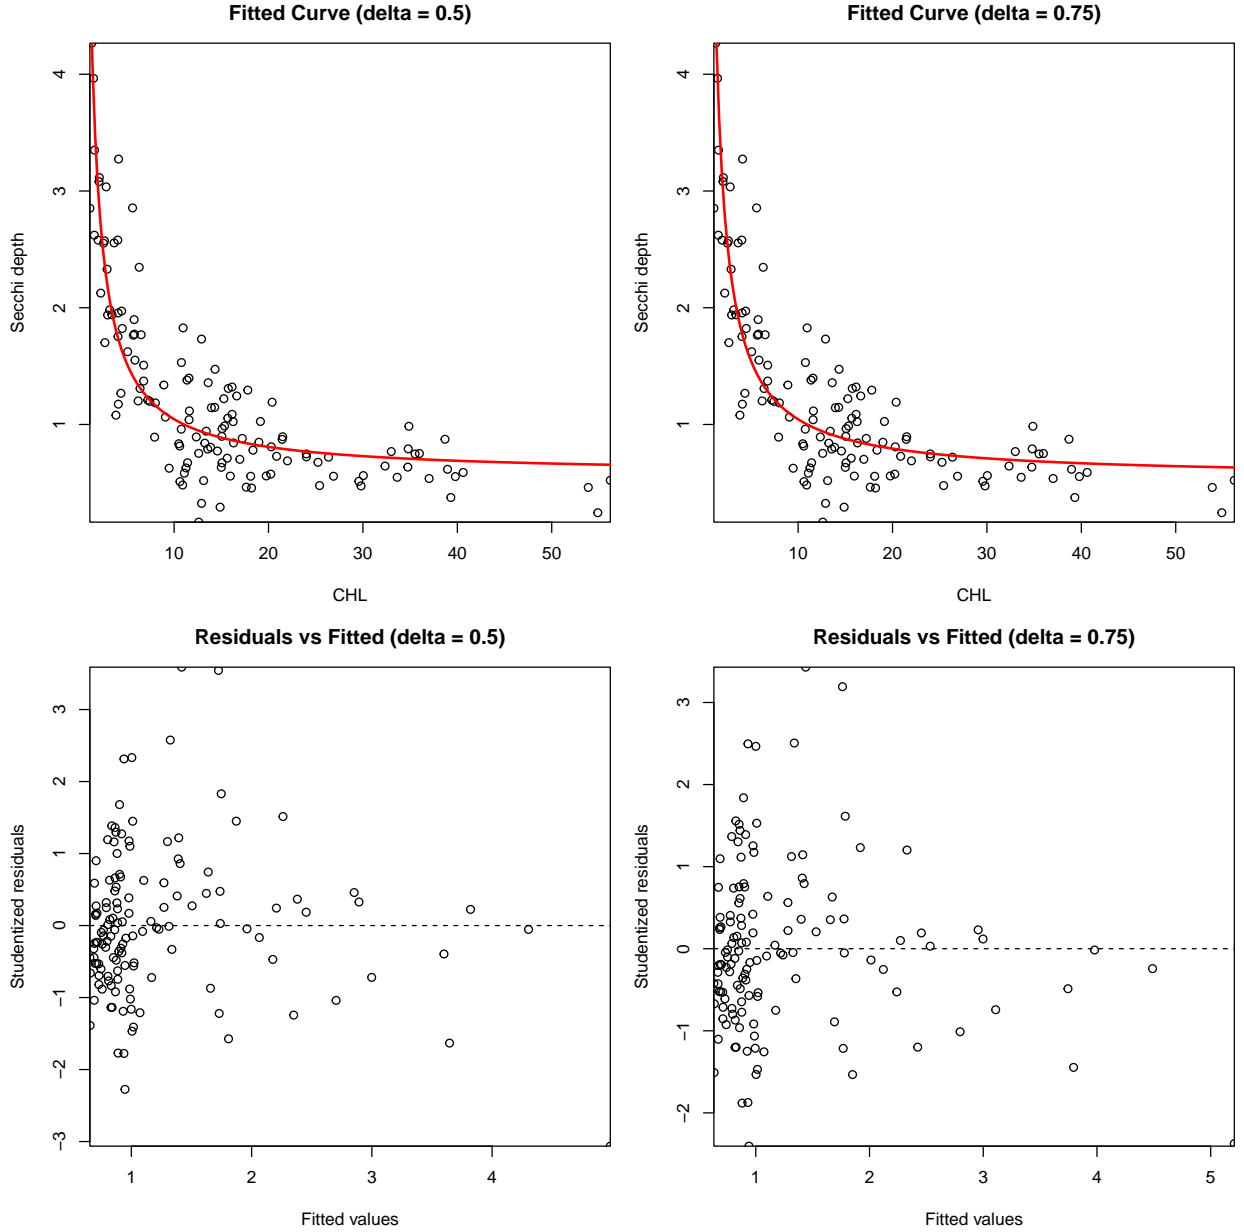 Fitted Curve (delta = 0.5)
4
3
2
1
Secchi depth
10 20 30 40 50
CHL
Fitted Curve (delta = 0.75)
4
3
2
1
Secchi depth
10 20 30 40 50
CHL
Residuals vs Fitted (delta = 0.5)
3
2
1
0
−1
−2
−3
Studentized residuals
1 2 3 4
Fitted values
Residuals vs Fitted (delta = 0.75)
3
2
1
0
−1
−2
Studentized residuals
1 2 3 4 5
Fitted values